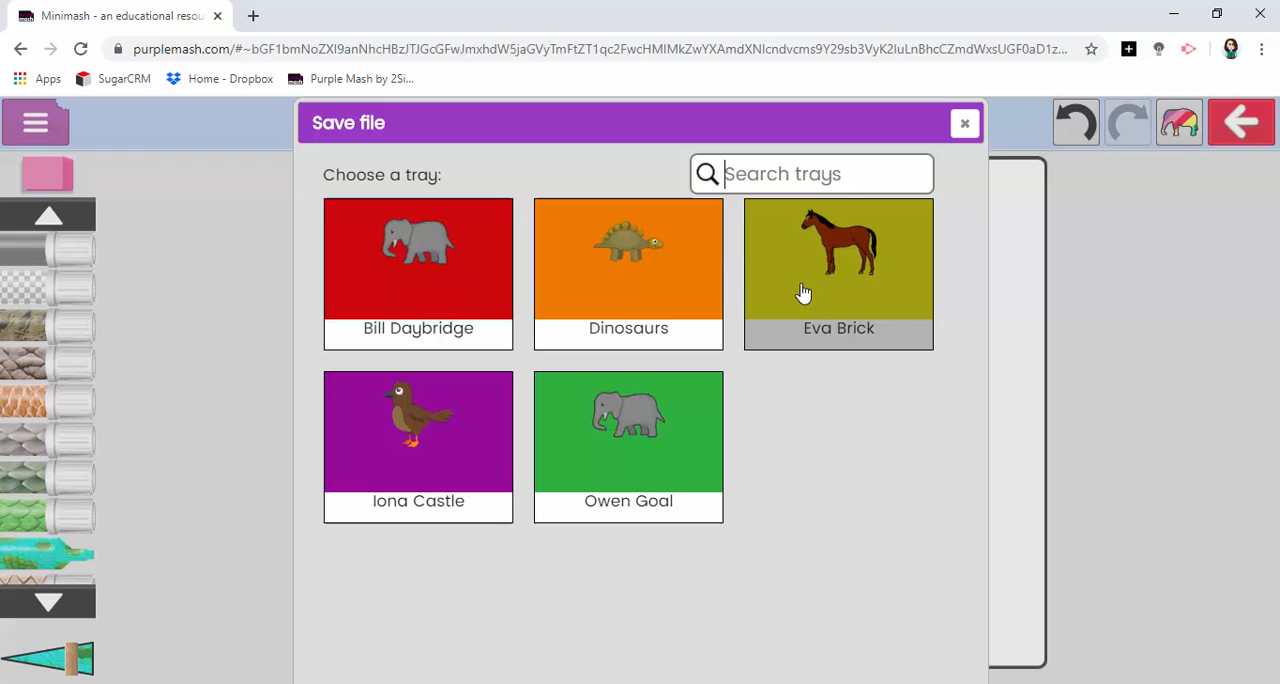 Minimash - an educational resou
purplemash.com/#~bGF1bmNoZXI9anNhcHBzJTJGcGFwJmxhdW5jaGVyTmFtZT1qc2FwcHMlMkZwYXAmdXNlcnNvdmVy
Apps
SugarCRM
Home - Dropbox
Purple Mash by 2Si...
Save file
Choose a tray:
Search trays
Bill Daybridge
Dinosaurs
Eva Brick
Iona Castle
Owen Goal